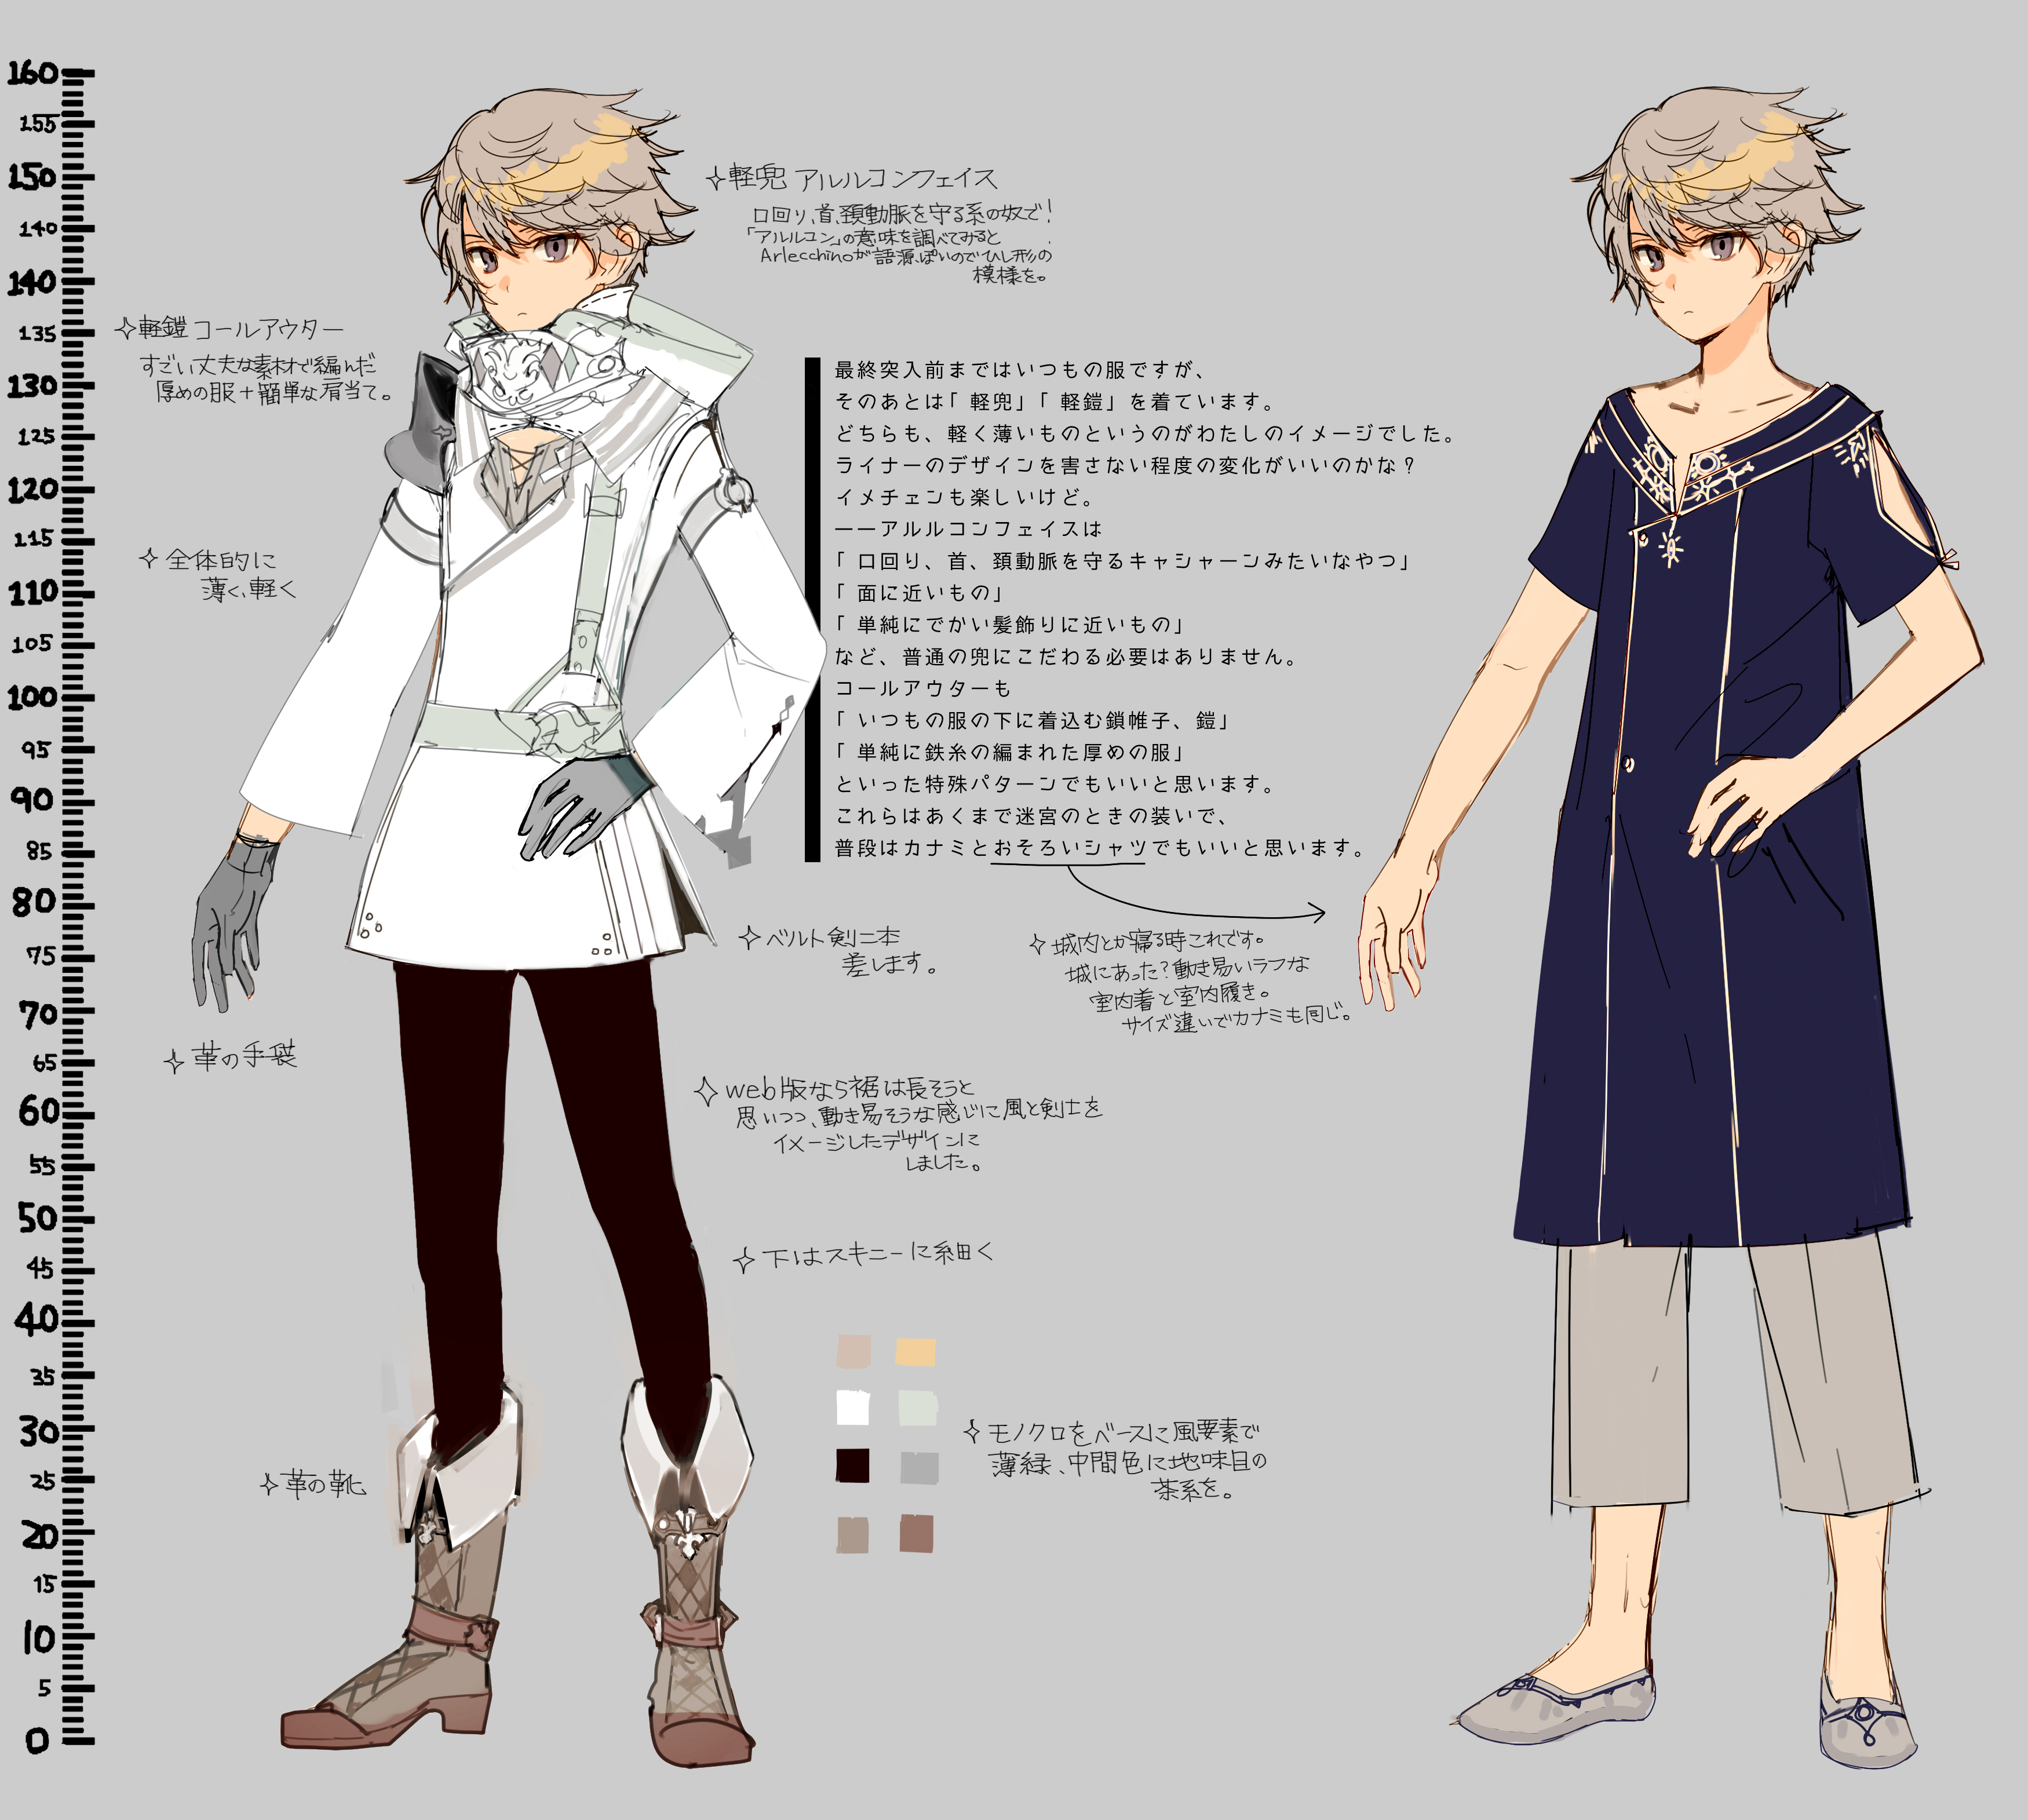 160
155
150
140
140
135
130
125
120
115
110
105
100
95
90
85
80
75
70
65
60
55
50
45
40
35
30
25
20
15
10
5
0
軽兜 アルルコンフェイス
口回り、首、頚動脈を守る系の奴で!
「アルルコン」の意味を調べてみると
Arlecchinoが語源ぽいのでひし形の
模様を。
軽鎧 コールアウター
すごい丈夫な素材で編んだ
厚めの服+簡単な肩当て。
全体的に
薄く、軽く
最終突入前まではいつもの服ですが、
そのあとは「軽兜」「軽鎧」を着ています。
どちらも、軽く薄いものというのがわたしのイメージでした。
ライナーのデザインを害さない程度の変化がいいのかな?
イメチェンも楽しいけど。
――アルルコンフェイスは
「口回り、首、頚動脈を守るキャシャーンみたいなやつ」
「面に近いもの」
「単純にでかい髪飾りに近いもの」
など、普通の兜にこだわる必要はありません。
コールアウターも
「いつもの服の下に着込む鎖帷子、鎧」
「単純に鉄糸の編まれた厚めの服」
といった特殊パターンでもいいと思います。
これらはあくまで迷宮のときの装いで、
普段はカナミとおそろいシャツでもいいと思います。
ベルト剣二本
差します。
城内とか寝る時これです。
城にあった?動き易いラフな
室内着と室内履き。
サイズ違いでカナミも同じ。
革の手袋
web版なら裾は長そうと
思いつつ、動き易そうな感じに風と剣士を
イメージしたデザインに
しました。
下はスキニーに細く
革の靴
モノクロをベースに風要素で
薄緑、中間色に地味目の
茶系を。